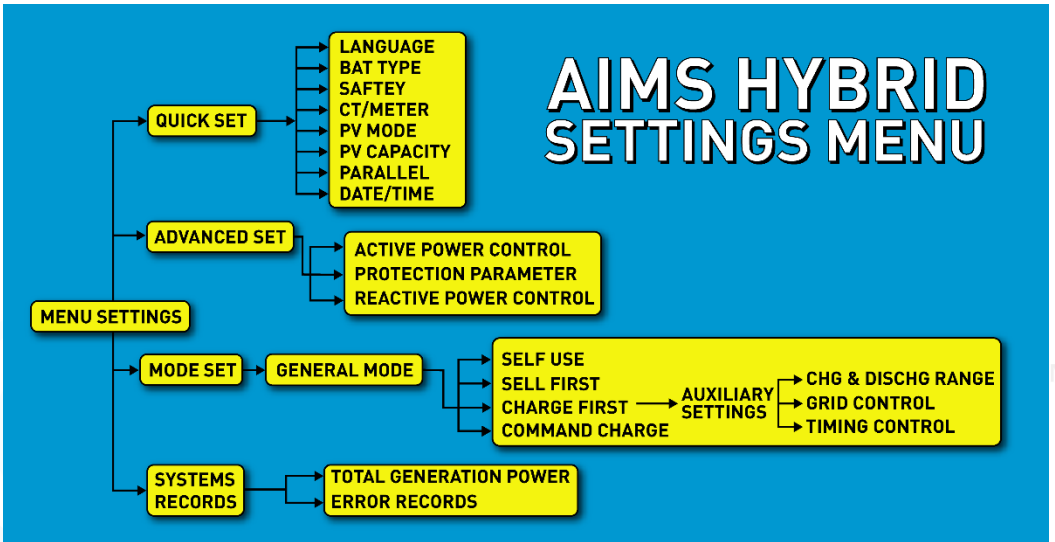 AIMS HYBRID
SETTINGS MENU
MENU SETTINGS
QUICK SET
LANGUAGE
BAT TYPE
SAFTEY
CT/METER
PV MODE
PV CAPACITY
PARALLEL
DATE/TIME
ADVANCED SET
ACTIVE POWER CONTROL
PROTECTION PARAMETER
REACTIVE POWER CONTROL
MODE SET
GENERAL MODE
SELF USE
SELL FIRST
CHARGE FIRST
COMMAND CHARGE
AUXILIARY
SETTINGS
CHG & DISCHG RANGE
GRID CONTROL
TIMING CONTROL
SYSTEMS
RECORDS
TOTAL GENERATION POWER
ERROR RECORDS